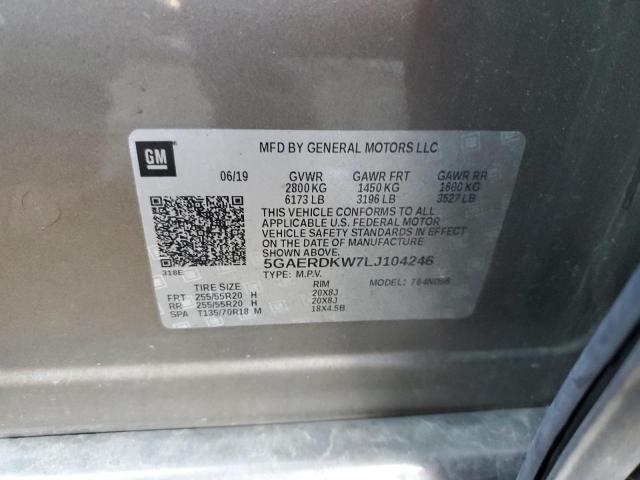 GM
MFD BY GENERAL MOTORS LLC
06/19 GVWR GAWR FRT GAWR RR
2800 KG 1450 KG 1600 KG
6173 LB 3196 LB 3527 LB
THIS VEHICLE CONFORMS TO ALL
APPLICABLE U.S. FEDERAL MOTOR
VEHICLE SAFETY STANDARDS IN EFFECT
ON THE DATE OF MANUFACTURE
SHOWN ABOVE.
5GAERDKW7LJ104246
318E TYPE: M.P.V. MODEL:
TIRE SIZE RIM
FRT 255/55R20 H 20X8J
RR 255/55R20 H 20X8J
SPA T135/70R18 M 18X4.5B